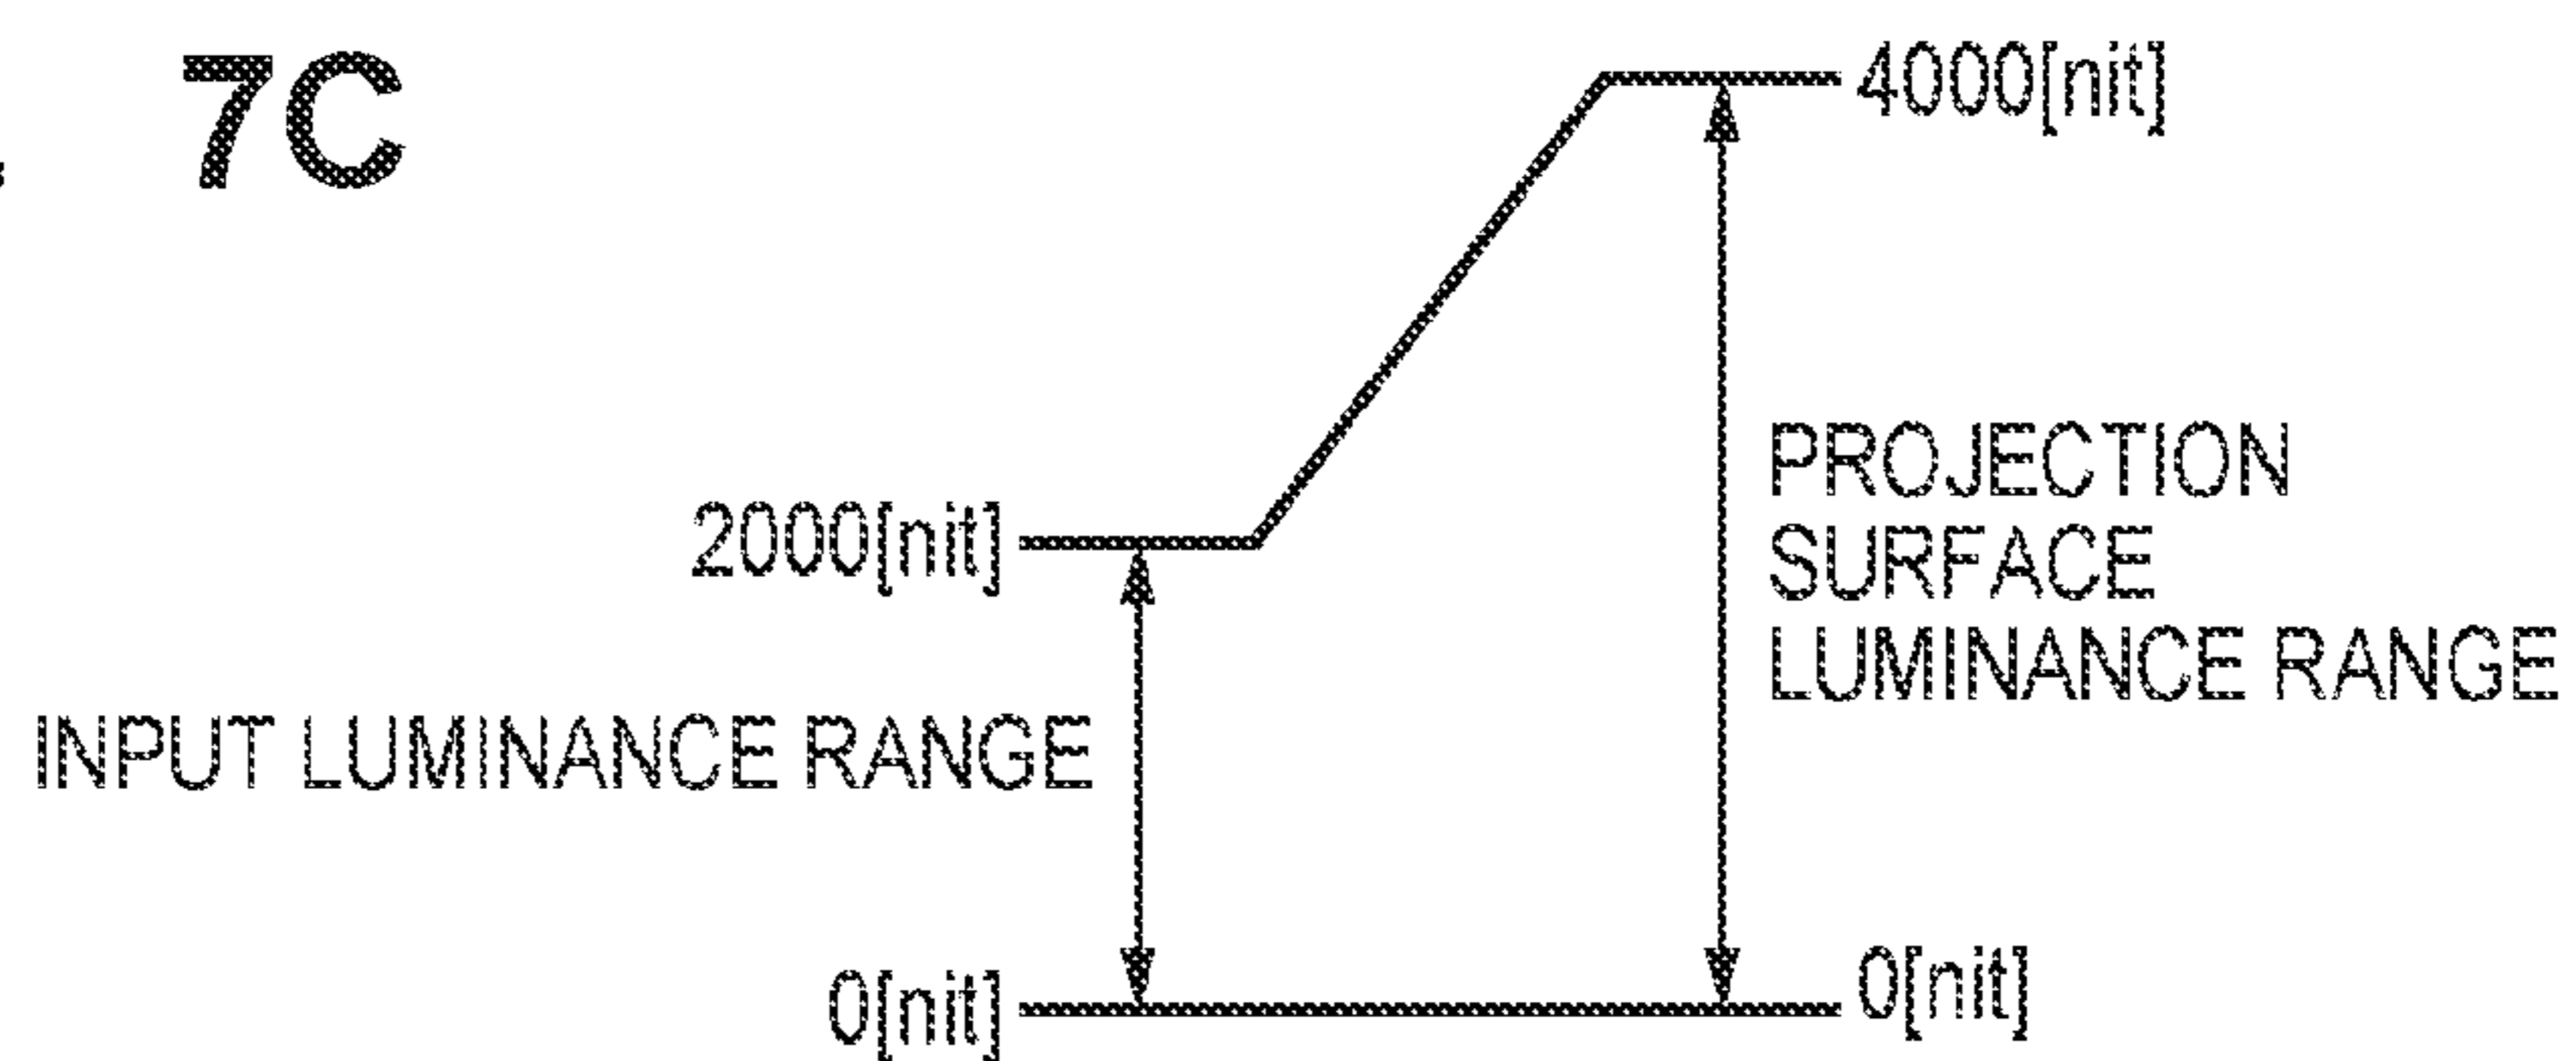 7C
4000[nit]
2000[nit]
PROJECTION
SURFACE
LUMINANCE RANGE
INPUT LUMINANCE RANGE
0[nit]
0[nit]